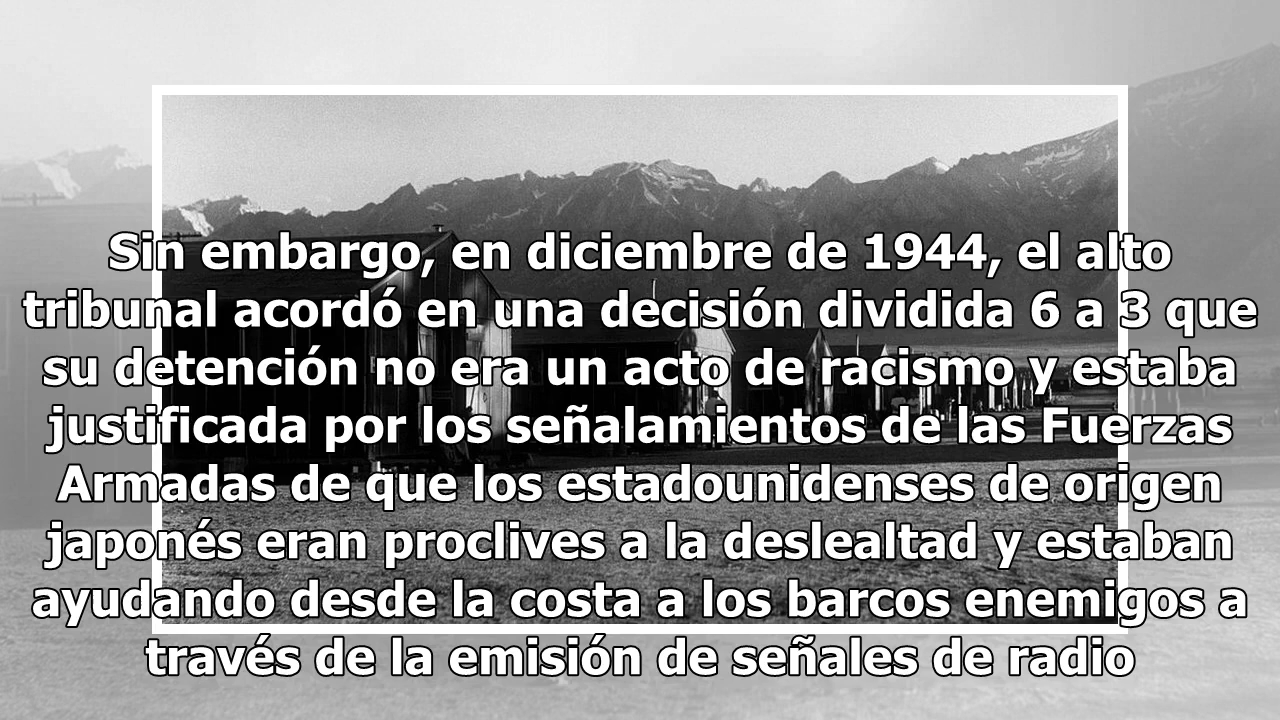 Sin embargo, en diciembre de 1944, el alto
tribunal acordó en una decisión dividida 6 a 3 que
su detención no era un acto de racismo y estaba
justificada por los señalamientos de las Fuerzas
Armadas de que los estadounidenses de origen
japonés eran proclives a la deslealtad y estaban
ayudando desde la costa a los barcos enemigos a
través de la emisión de señales de radio